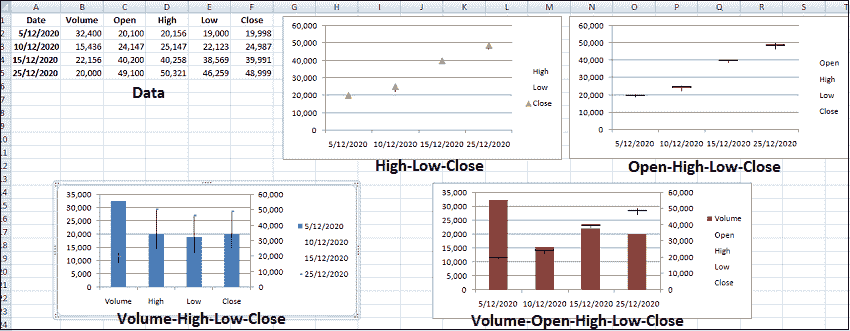 A B C D E F G H I J K L M N O P Q R S T
Date Volume Open High Low Close
5/12/2020 32,400 20,100 20,156 19,000 19,998
10/12/2020 15,436 24,147 25,147 22,123 24,987
15/12/2020 22,156 40,200 40,258 38,569 39,991
25/12/2020 20,000 49,100 50,321 46,259 48,999
Data
60,000
50,000
40,000
30,000
20,000
10,000
0
5/12/2020 10/12/2020 15/12/2020 25/12/2020
High
Low
Close
High-Low-Close
60,000
50,000
40,000
30,000
20,000
10,000
0
5/12/2020 10/12/2020 15/12/2020 25/12/2020
Open
High
Low
Close
Open-High-Low-Close
35,000
30,000
25,000
20,000
15,000
10,000
5,000
0
60,000
50,000
40,000
30,000
20,000
10,000
0
Volume High Low Close
5/12/2020
10/12/2020
15/12/2020
25/12/2020
Volume-High-Low-Close
35,000
30,000
25,000
20,000
15,000
10,000
5,000
0
60,000
50,000
40,000
30,000
20,000
10,000
0
5/12/2020 10/12/2020 15/12/2020 25/12/2020
Volume
Open
High
Low
Close
Volume-Open-High-Low-Close